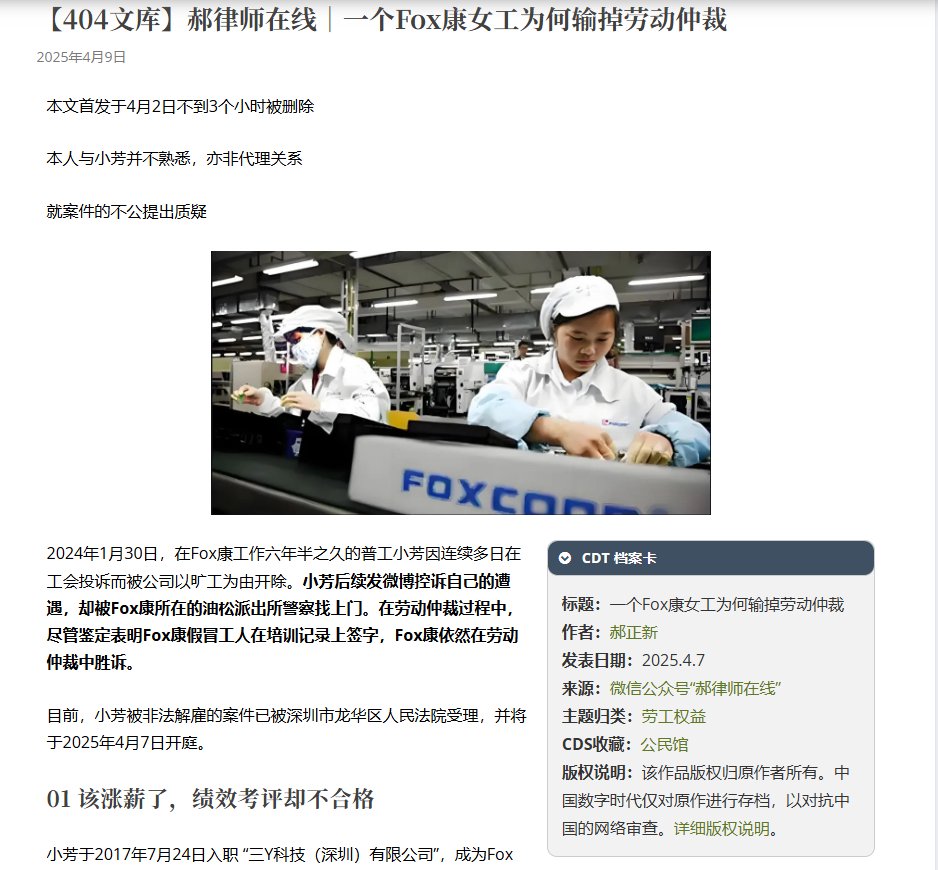 【404文库】郝律师在线｜一个Fox康女工为何输掉劳动仲裁
2025年4月9日
本文首发于4月2日不到3个小时被删除
本人与小芳并不熟悉，亦非代理关系
就案件的不公提出质疑
FOXCONN
2024年1月30日，在Fox康工作六年半之久的普工小芳因连续多日在
工会投诉而被公司以旷工为由开除。小芳后续发微博控诉自己的遭
遇，却被Fox康所在的油松派出所警察找上门。在劳动仲裁过程中，
尽管鉴定表明Fox康假冒工人在培训记录上签字，Fox康依然在劳动
仲裁中胜诉。
目前，小芳被非法解雇的案件已被深圳市龙华区人民法院受理，并将
于2025年4月7日开庭。
01 该涨薪了，绩效考评却不合格
小芳于2017年7月24日入职 “三Y科技（深圳）有限公司”，成为Fox
CDT 档案卡
标题：一个Fox康女工为何输掉劳动仲裁
作者：郝正新
发表日期：2025.4.7
来源：微信公众号“郝律师在线”
主题归类：劳工权益
CDS收藏：公民馆
版权说明：该作品版权归原作者所有。中
国数字时代仅对原作进行存档，以对抗中
国的网络审查。详细版权说明。